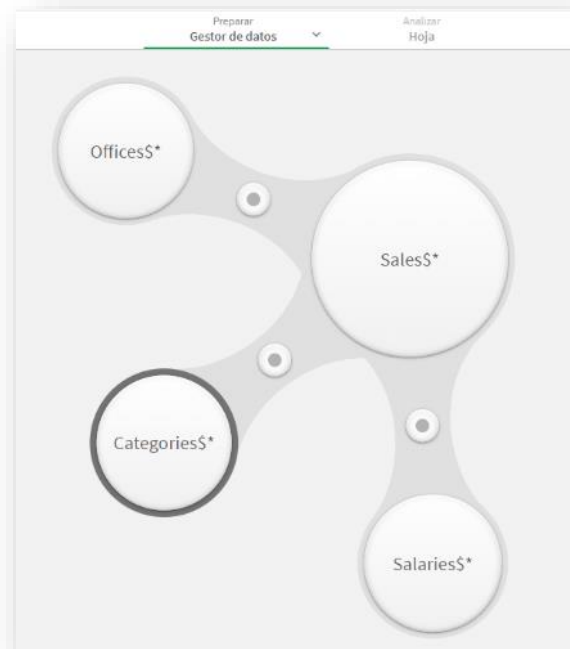 Preparar
Gestor de datos
Analizar
Hoja
Offices$*
Sales$*
Categories$*
Salaries$*